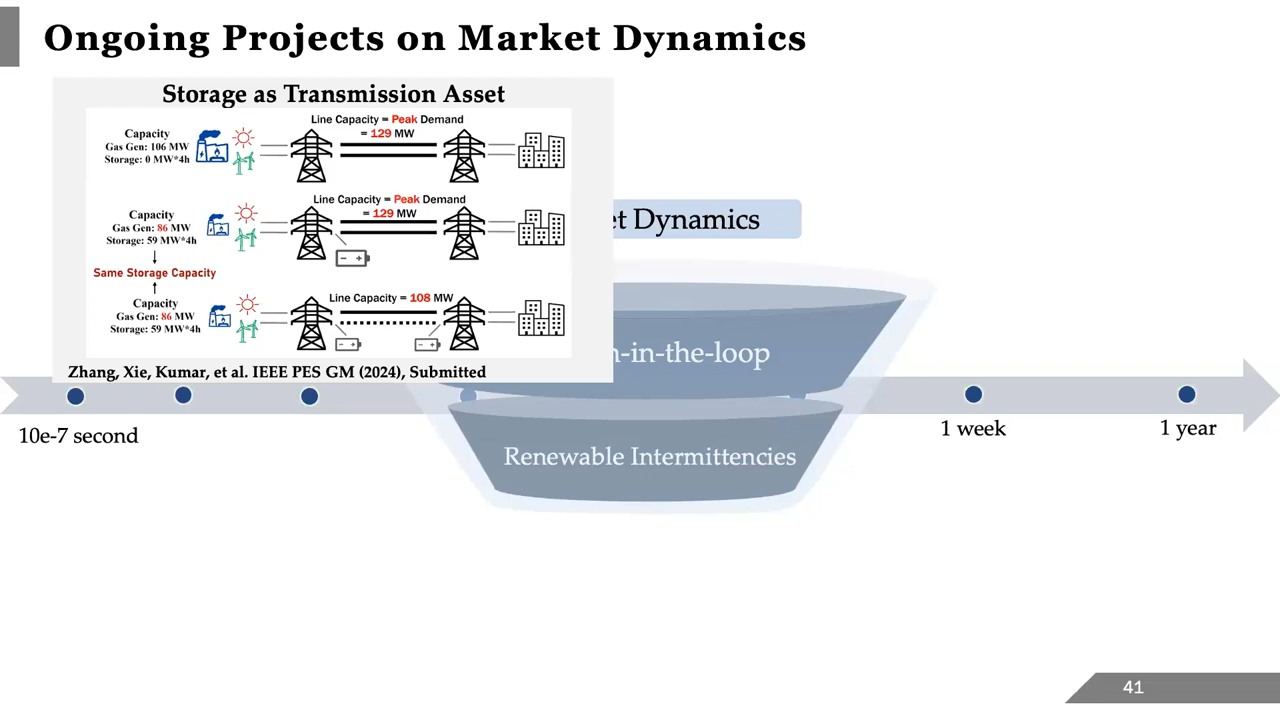 Ongoing Projects on Market Dynamics
Storage as Transmission Asset
Capacity
Gas Gen: 106 MW
Storage: 0 MW*4h
Line Capacity = Peak Demand
= 129 MW
Capacity
Gas Gen: 86 MW
Storage: 59 MW*4h
Line Capacity = Peak Demand
= 129 MW
Same Storage Capacity
Capacity
Gas Gen: 86 MW
Storage: 59 MW*4h
Line Capacity = 108 MW
Zhang, Xie, Kumar, et al. IEEE PES GM (2024), Submitted
Dynamics
-in-the-loop
Renewable Intermittencies
10e-7 second
1 week
1 year
41